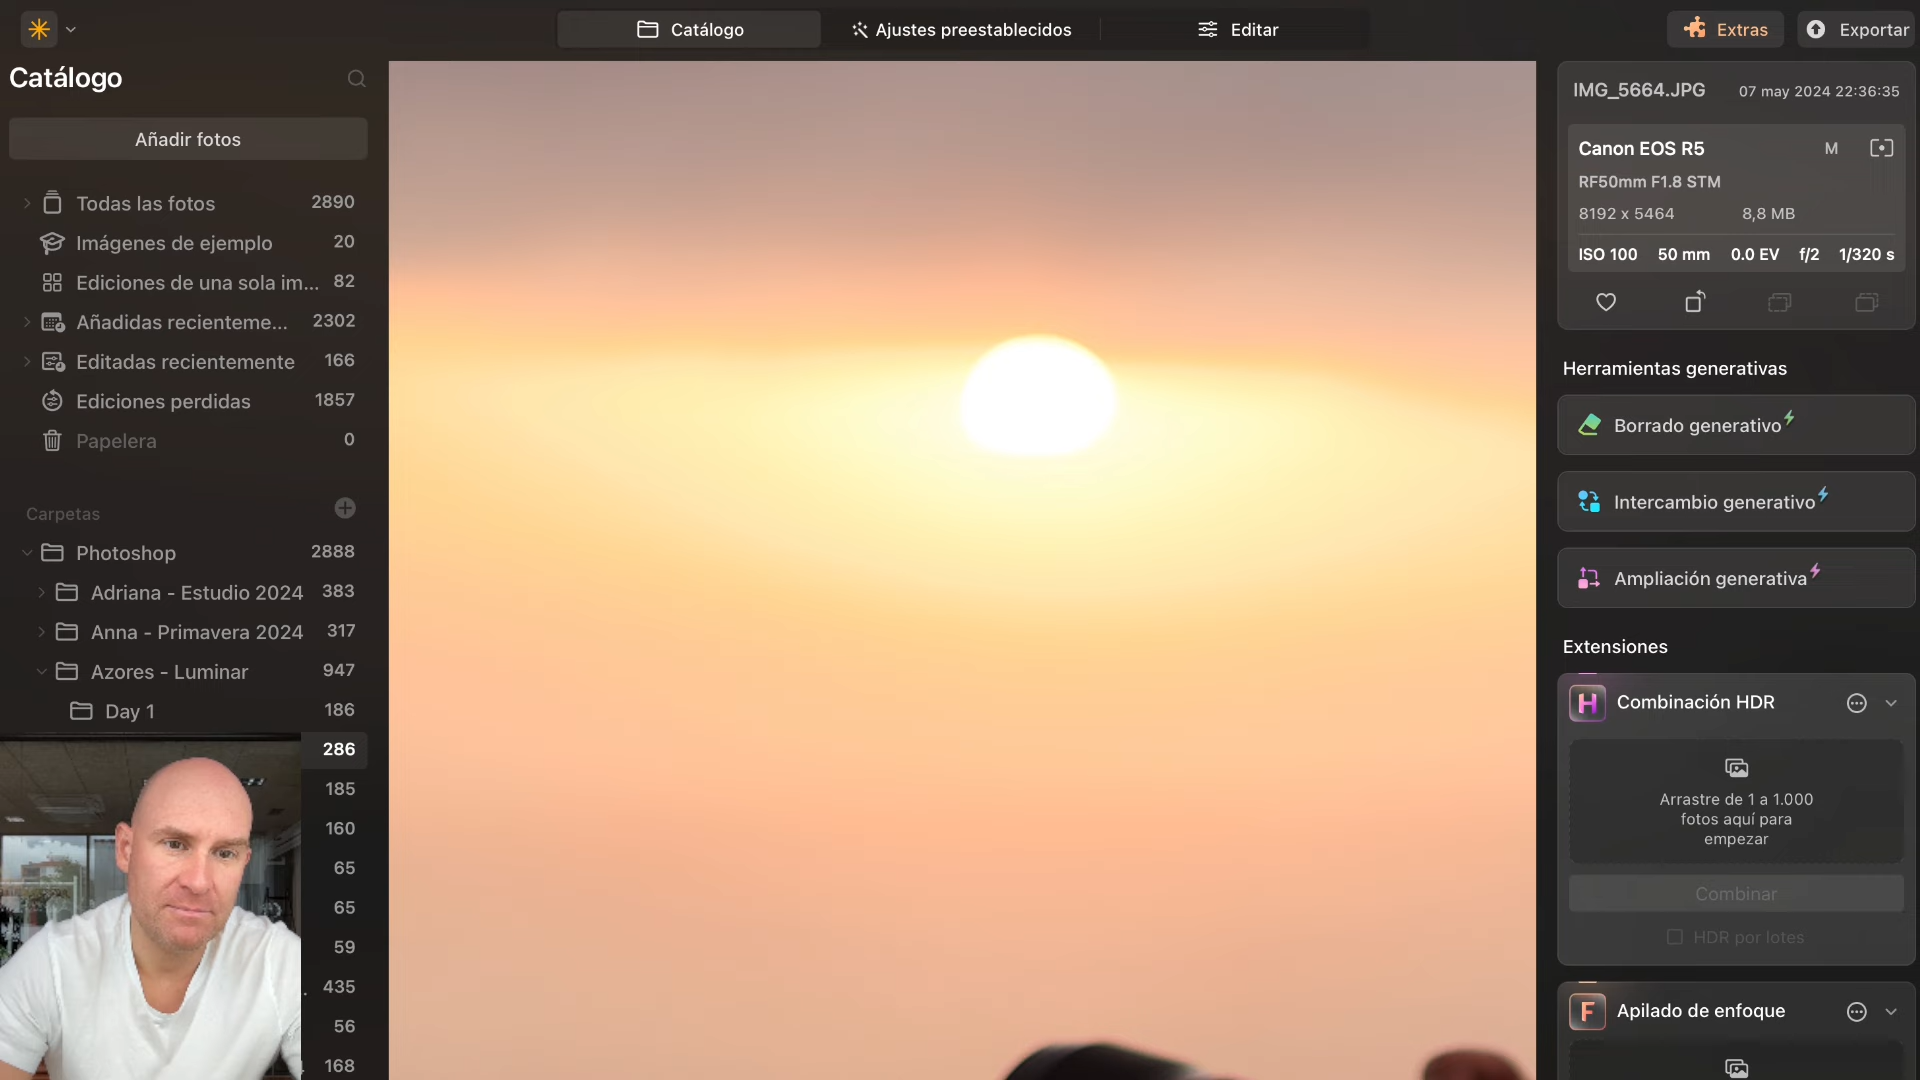 Catálogo
Ajustes preestablecidos
Editar
Extras
Exportar
Catálogo
Añadir fotos
Todas las fotos 2890
Imágenes de ejemplo 20
Ediciones de una sola im... 82
Añadidas recienteme... 2302
Editadas recientemente 166
Ediciones perdidas 1857
Papelera 0
Carpetas
Photoshop 2888
Adriana - Estudio 2024 383
Anna - Primavera 2024 317
Azores - Luminar 947
Day 1 186
286
185
160
65
65
59
435
56
168
IMG_5664.JPG 07 may 2024 22:36:35
Canon EOS R5 M
RF50mm F1.8 STM
8192 x 5464 8,8 MB
ISO 100 50 mm 0.0 EV f/2 1/320 s
Herramientas generativas
Borrado generativo
Intercambio generativo
Ampliación generativa
Extensiones
H Combinación HDR
Arrastre de 1 a 1.000
fotos aquí para
empezar
Combinar
HDR por lotes
F Apilado de enfoque